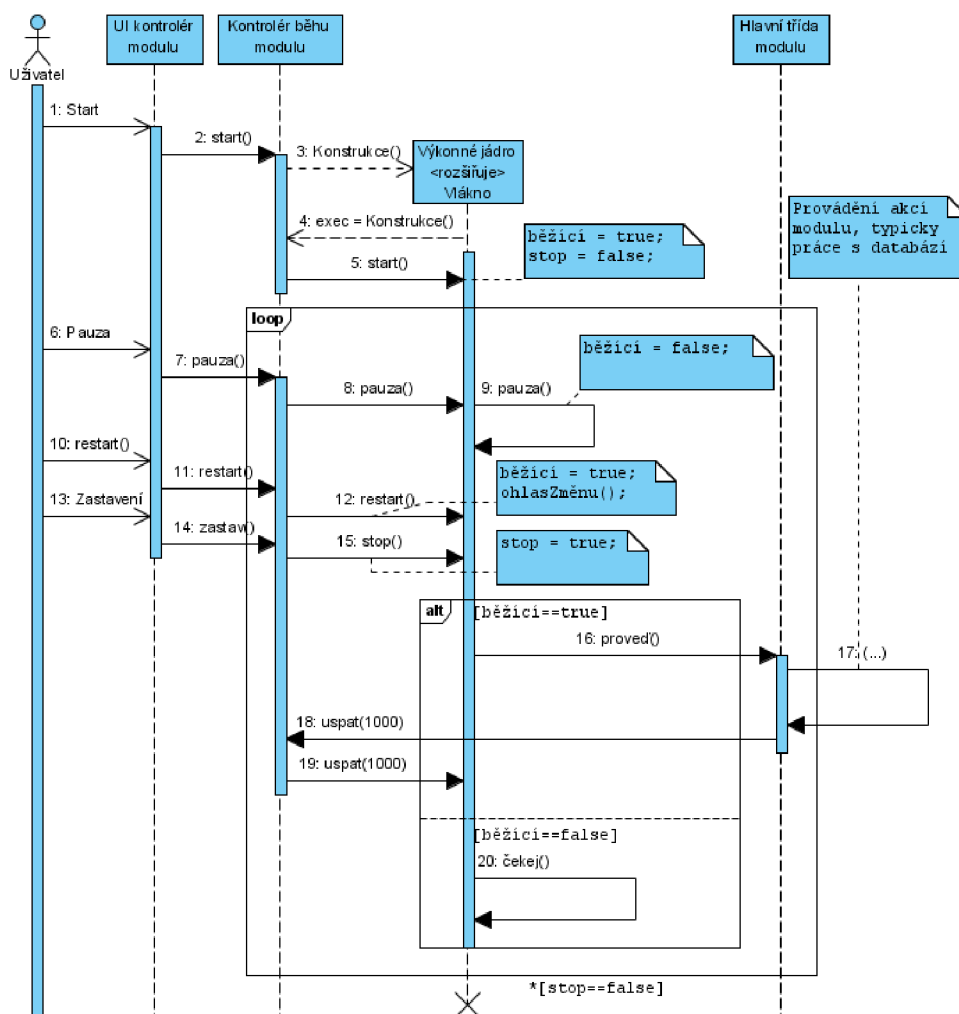 UI kontrolér
modulu
Kontrolér běhu
modulu
Hlavní třída
modulu
Uživatel
1: Start
2: start()
3: Konstrukce()
Výkonné jádro
<rozšiřuje>
Vlákno
Provádění akcí
modulu, typicky
práce s databází
4: exec = Konstrukce()
běžící = true;
stop = false;
5: start()
loop
6: Pauza
běžící = false;
7: pauza()
8: pauza()
9: pauza()
10: restart()
11: restart()
běžící = true;
ohlasZměnu();
12: restart()
13: Zastavení
14: zastav()
15: stop()
stop = true;
alt
[běžící==true]
16: proveď()
17: (...)
18: uspat(1000)
19: uspat(1000)
[běžící==false]
20: čekej()
*[stop==false]